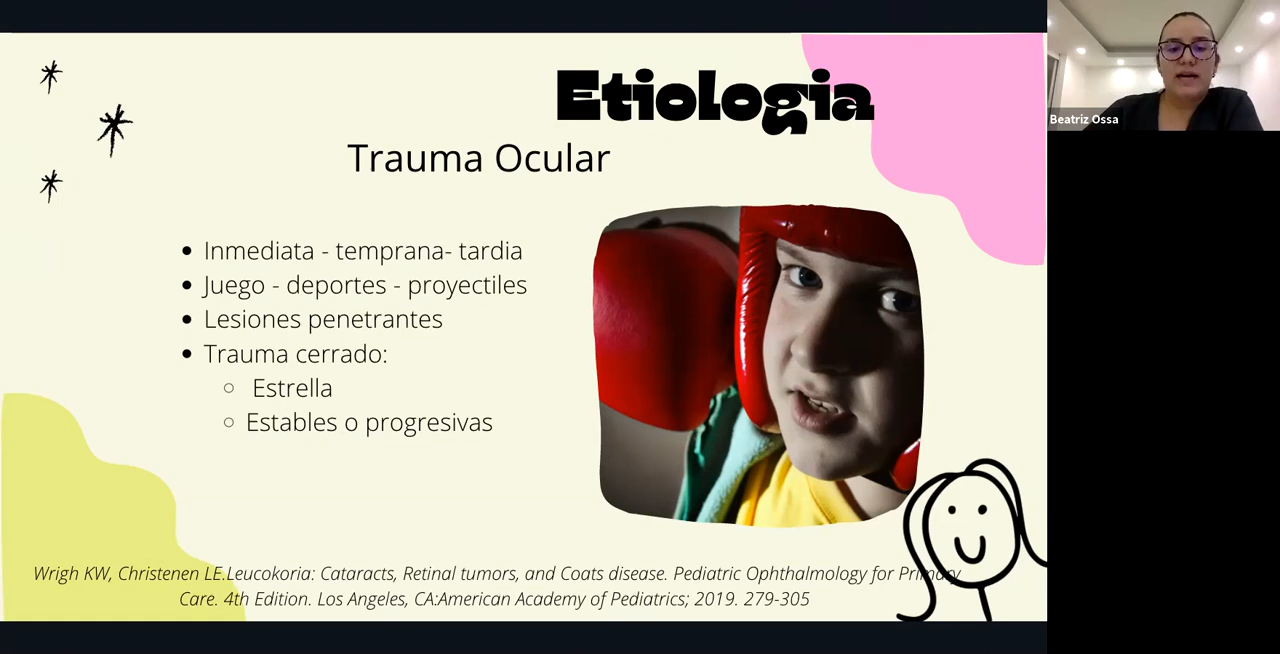 Etiologia
Trauma Ocular
Inmediata - temprana- tardia
Juego - deportes - proyectiles
Lesiones penetrantes
Trauma cerrado:
Estrella
Estables o progresivas
Wrigh KW, Christenen LE.Leucokoria: Cataracts, Retinal tumors, and Coats disease. Pediatric Ophthalmology for Primary
Care. 4th Edition. Los Angeles, CA:American Academy of Pediatrics; 2019. 279-305
Beatriz Ossa